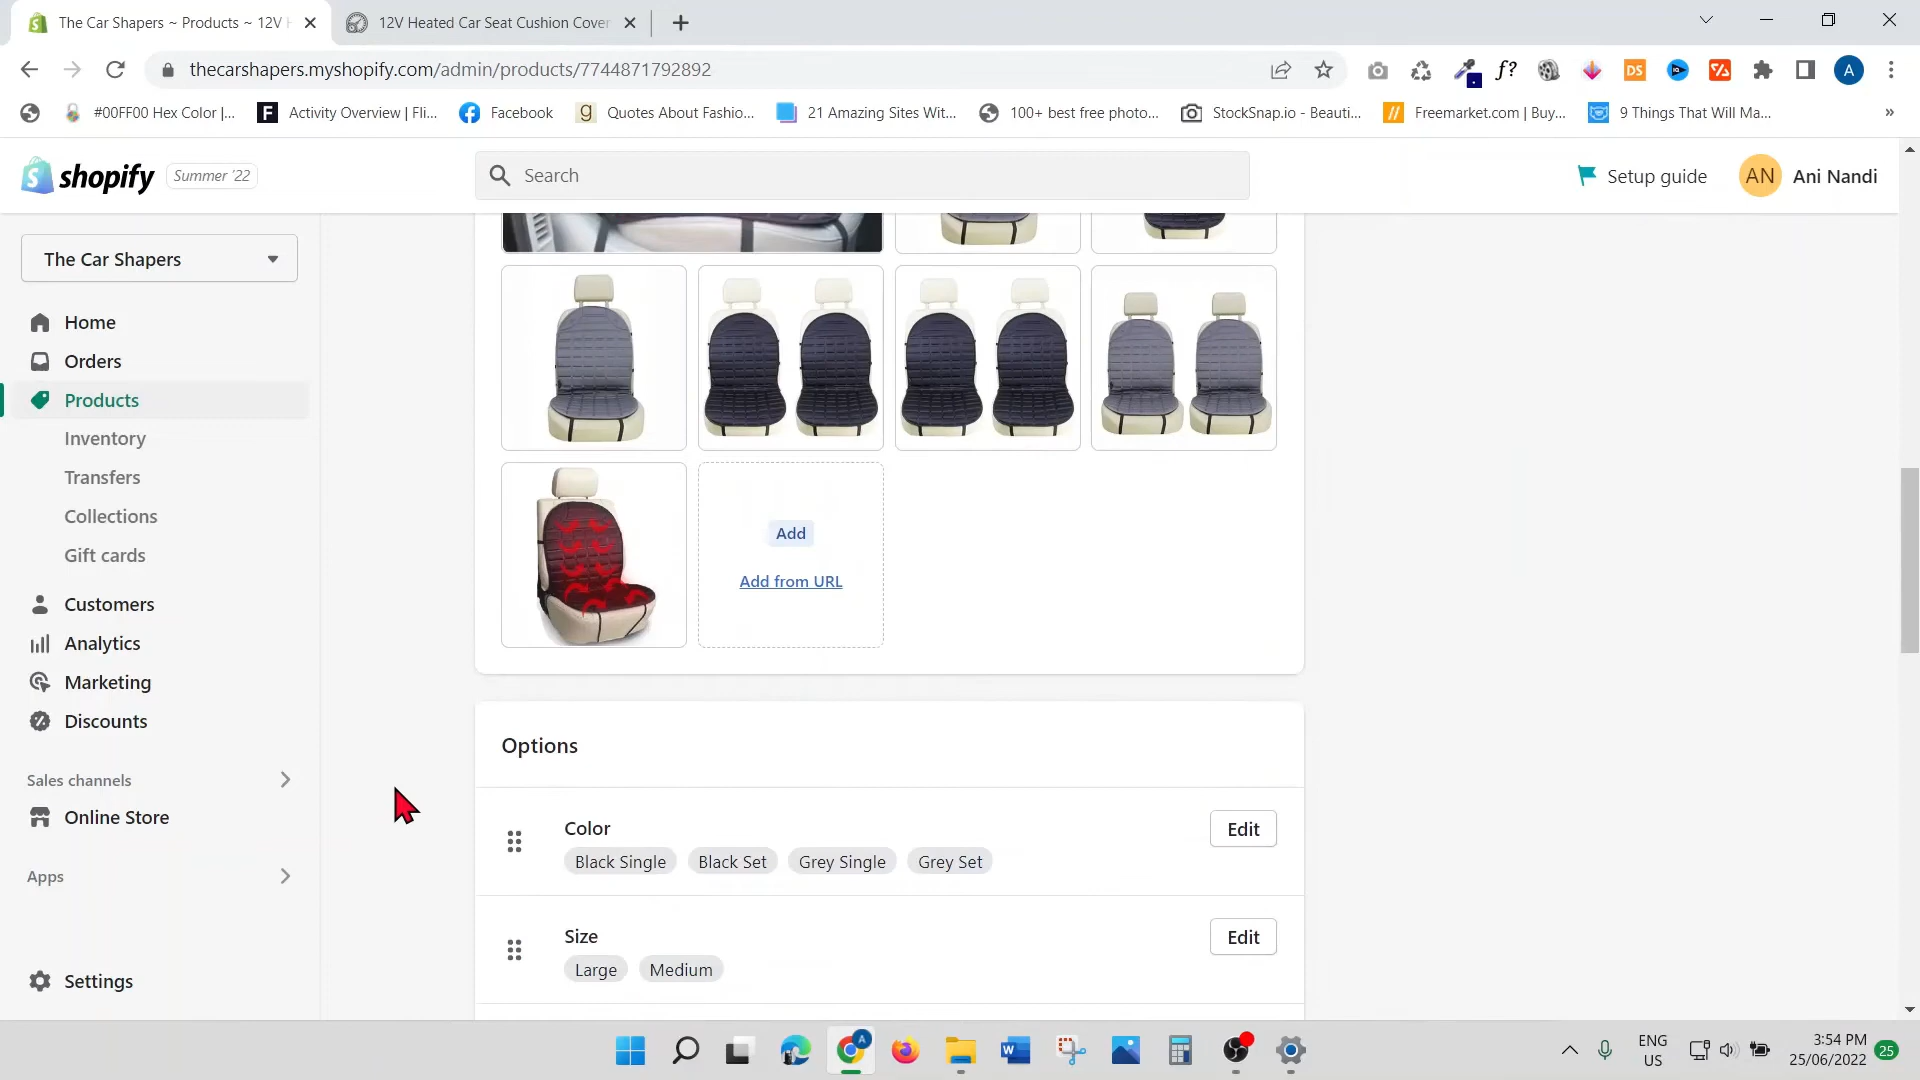 The Car Shapers ~ Products ~ 12V H
12V Heated Car Seat Cushion Cover
thecarshapers.myshopify.com/admin/products/7744871792892
f?
DS
A
#00FF00 Hex Color |...
F
Activity Overview | Fli...
Facebook
g
Quotes About Fashio...
21 Amazing Sites Wit...
100+ best free photo...
StockSnap.io - Beauti...
Freemarket.com | Buy...
9 Things That Will Ma...
»
shopify
Summer '22
Search
Setup guide
AN
Ani Nandi
The Car Shapers
Home
Orders
Products
Inventory
Transfers
Collections
Gift cards
Customers
Analytics
Marketing
Discounts
Sales channels
Online Store
Apps
Settings
Add
Add from URL
Options
Color
Black Single
Black Set
Grey Single
Grey Set
Edit
Size
Large
Medium
Edit
A
W
ENG
US
3:54 PM
25/06/2022
25